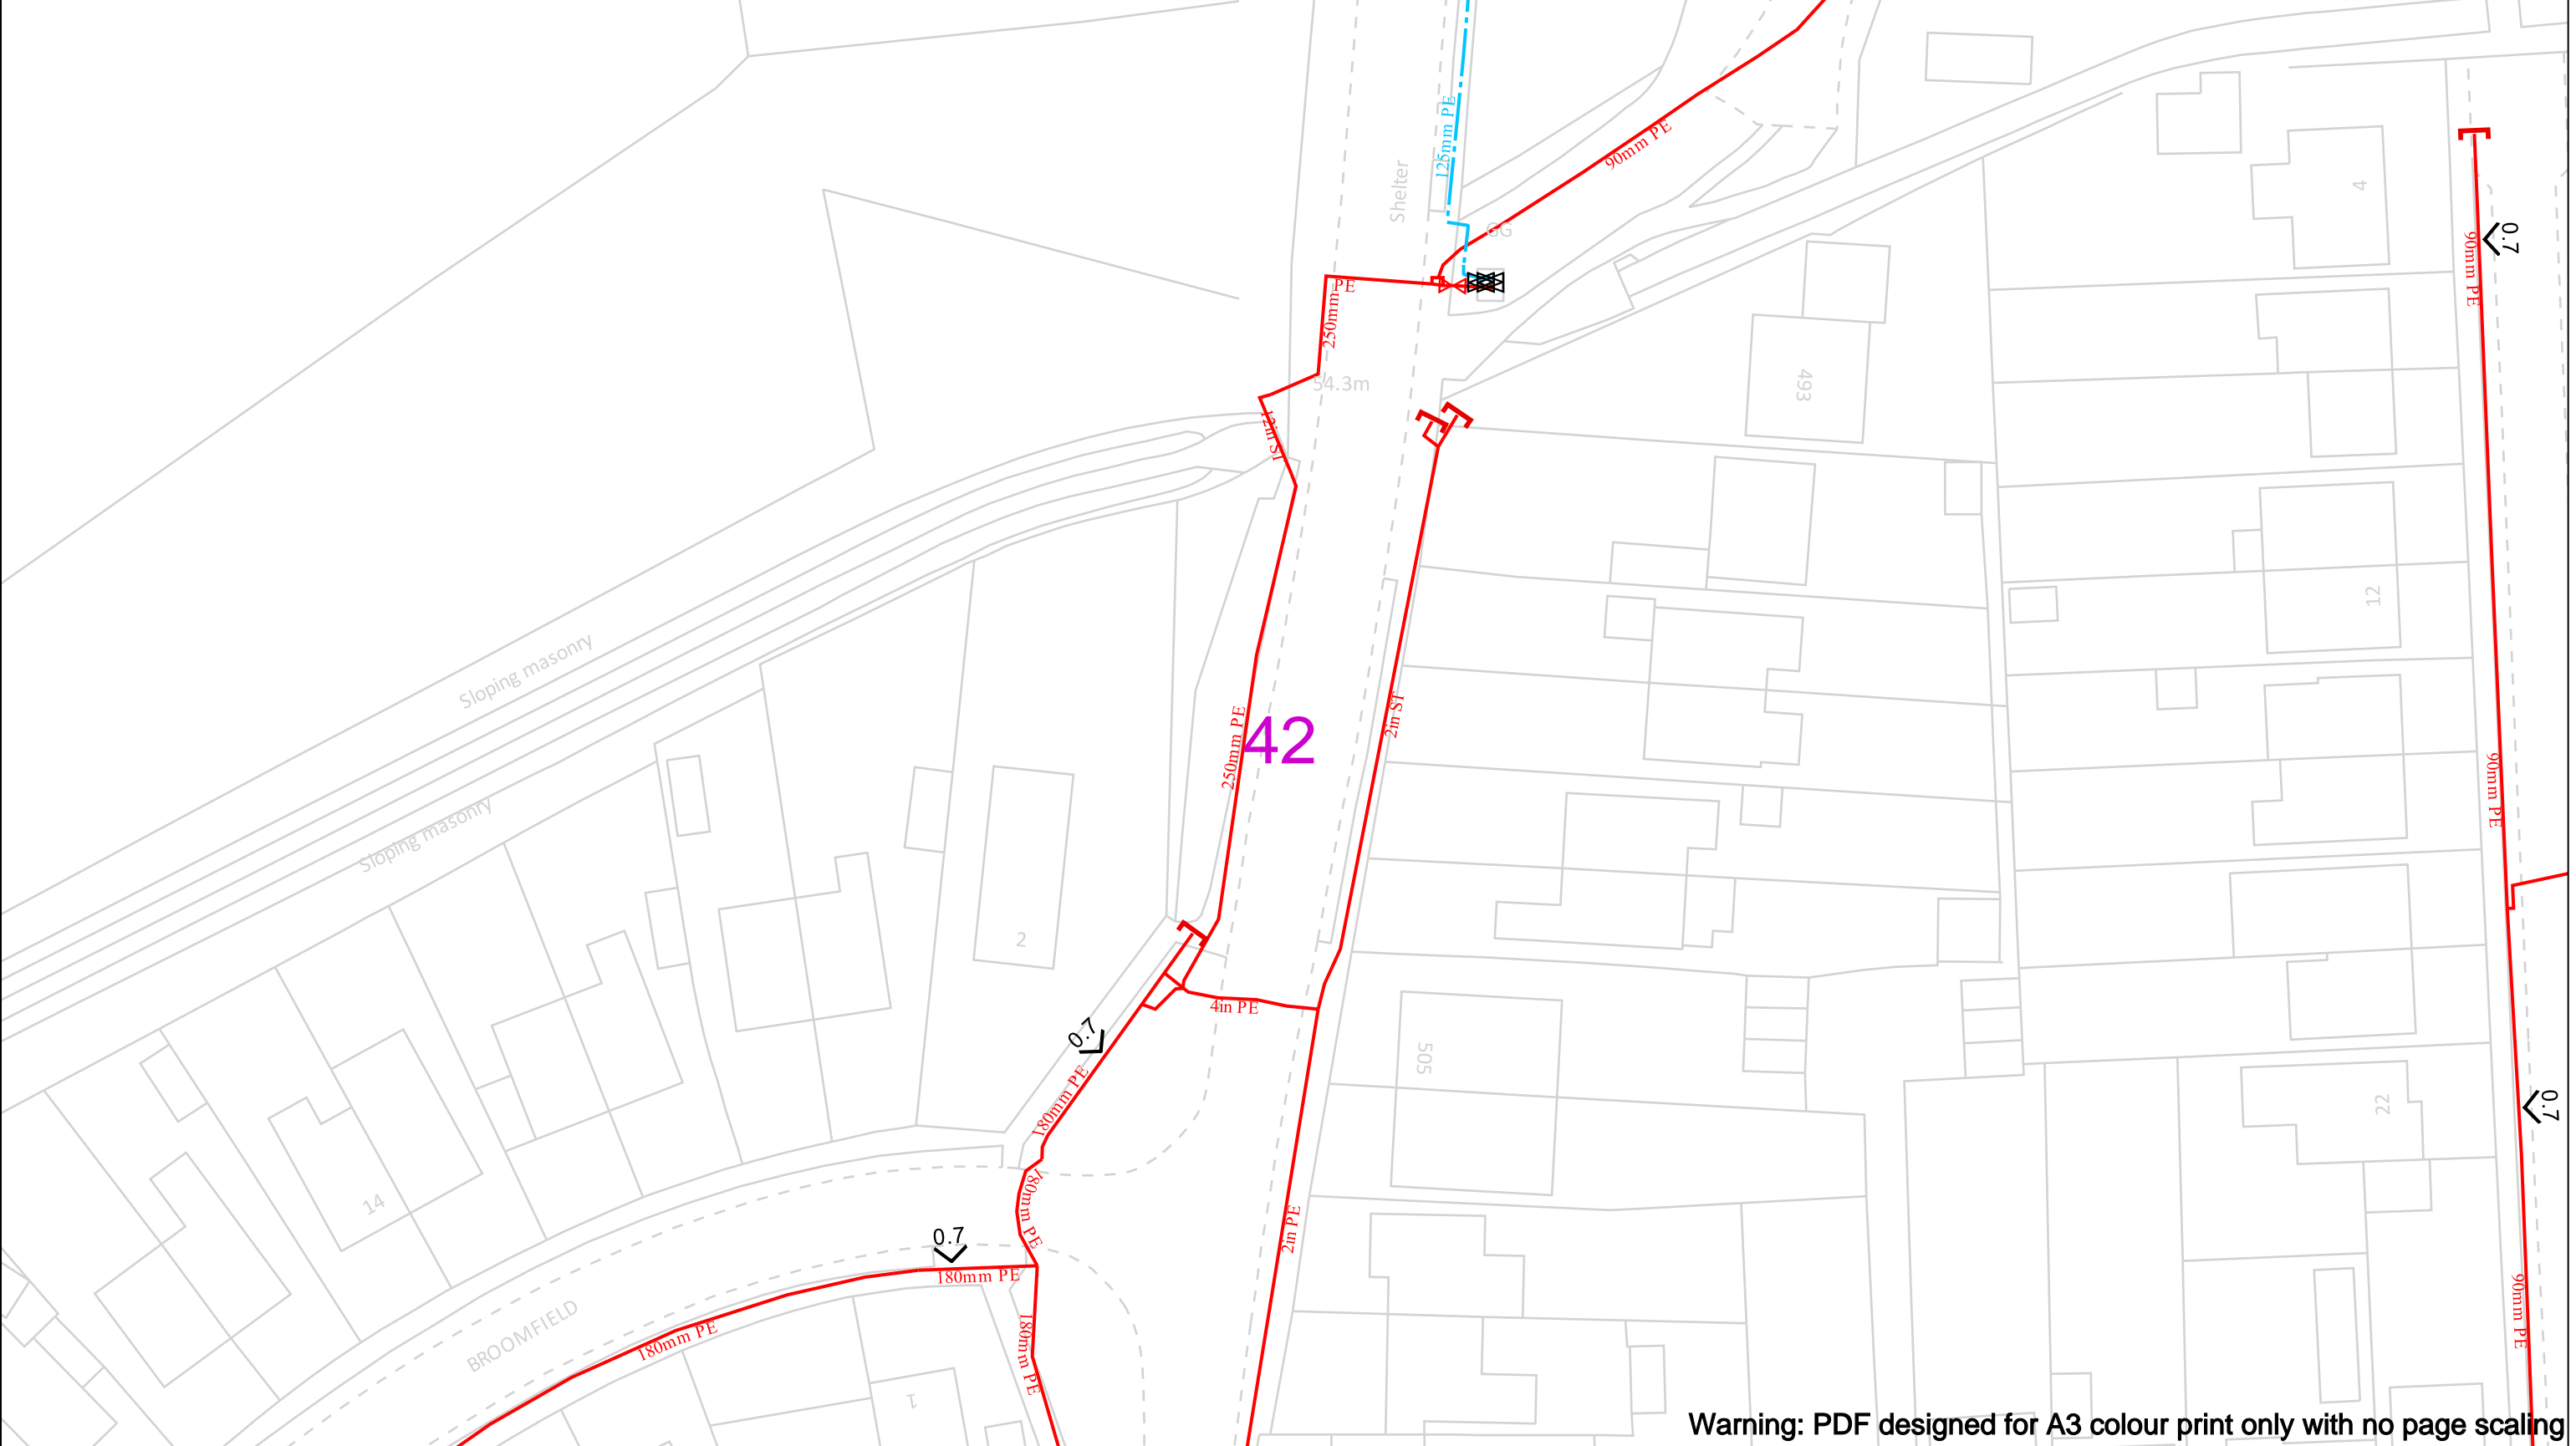 125mm PE
90mm PE
Shelter
GG
4
0.7
90mm PE
PE
250mm
54.3m
493
12in ST
12
Sloping masonry
2in ST
250mm PE
42
90mm PE
Sloping masonry
2
4in PE
0.7
505
180mm PE
22
0.7
14
180mm PE
2in PE
0.7
180mm PE
90mm PE
BROOMFIELD
180mm PE
180mm PE
1
Warning: PDF designed for A3 colour print only with no page scaling